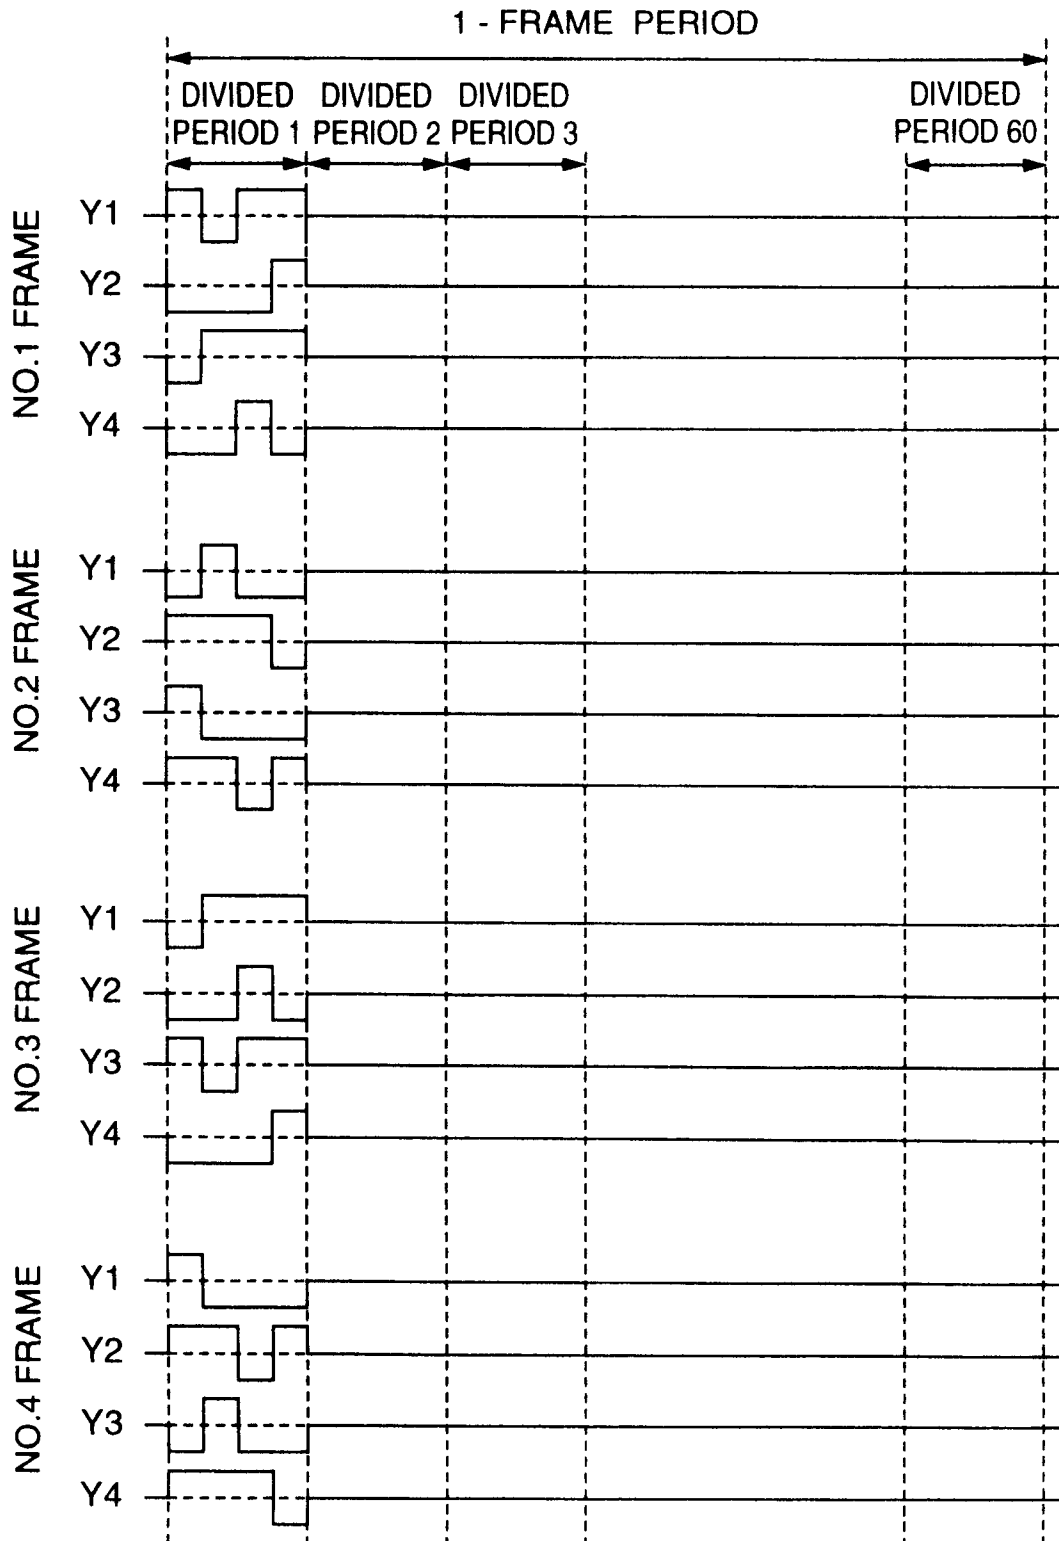 1 - FRAME PERIOD
DIVIDED PERIOD 1
DIVIDED PERIOD 2
DIVIDED PERIOD 3
DIVIDED PERIOD 60
NO.1 FRAME
Y1
Y2
Y3
Y4
NO.2 FRAME
Y1
Y2
Y3
Y4
NO.3 FRAME
Y1
Y2
Y3
Y4
NO.4 FRAME
Y1
Y2
Y3
Y4